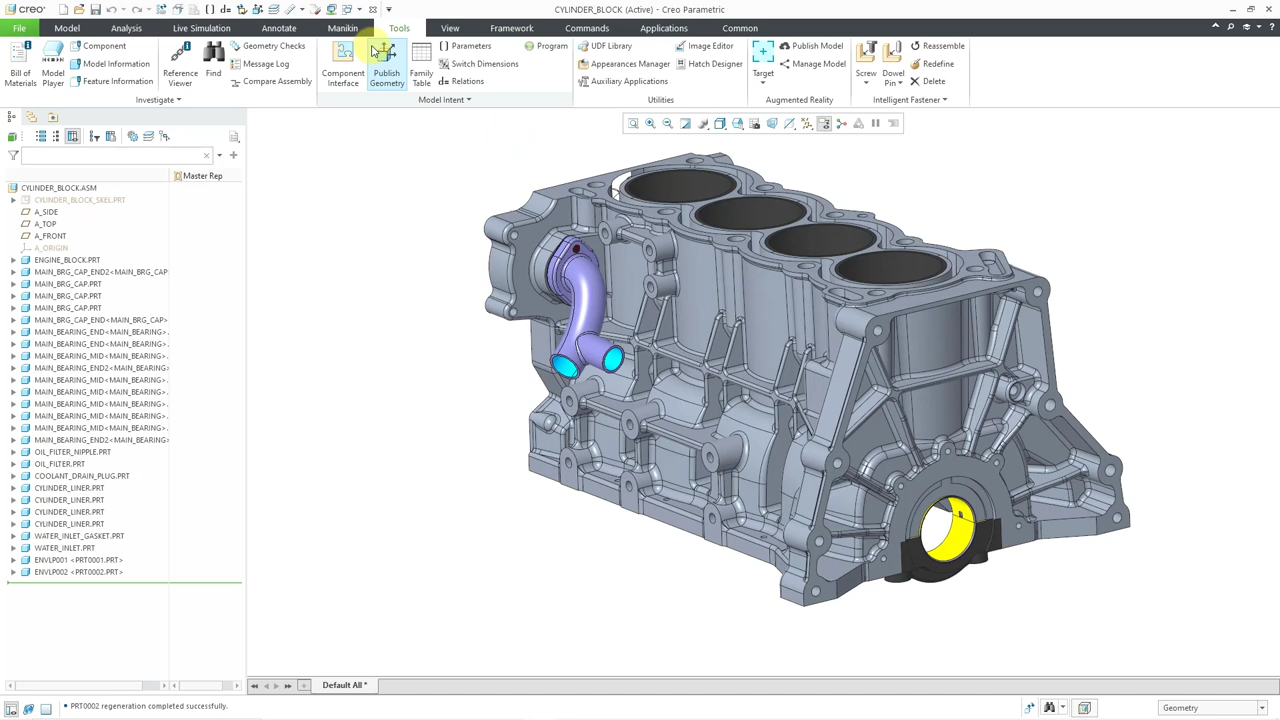 creo
CYLINDER_BLOCK (Active) - Creo Parametric
File Model Analysis Live Simulation Annotate Manikin Tools View Framework Commands Applications Common
Bill of Materials
Model Player
Component
Model Information
Feature Information
Reference Viewer
Find
Geometry Checks
Message Log
Compare Assembly
Investigate
Component Interface
Publish Geometry
Family Table
Parameters
Switch Dimensions
Relations
Program
Model Intent
UDF Library
Appearances Manager
Auxiliary Applications
Image Editor
Hatch Designer
Utilities
Target
Publish Model
Manage Model
Augmented Reality
Screw
Dowel Pin
Reassemble
Redefine
Delete
Intelligent Fastener
Master Rep
CYLINDER_BLOCK.ASM
CYLINDER_BLOCK_SKEL.PRT
A_SIDE
A_TOP
A_FRONT
A_ORIGIN
ENGINE_BLOCK.PRT
MAIN_BRG_CAP_END2<MAIN_BRG_CAP
MAIN_BRG_CAP.PRT
MAIN_BRG_CAP.PRT
MAIN_BRG_CAP.PRT
MAIN_BRG_CAP_END<MAIN_BRG_CAP>
MAIN_BEARING_END<MAIN_BEARING>.
MAIN_BEARING_END<MAIN_BEARING>.
MAIN_BEARING_MID<MAIN_BEARING>.
MAIN_BEARING_END2<MAIN_BEARING>
MAIN_BEARING_MID<MAIN_BEARING>.
MAIN_BEARING_MID<MAIN_BEARING>.
MAIN_BEARING_MID<MAIN_BEARING>.
MAIN_BEARING_MID<MAIN_BEARING>.
MAIN_BEARING_MID<MAIN_BEARING>.
MAIN_BEARING_END2<MAIN_BEARING>
OIL_FILTER_NIPPLE.PRT
OIL_FILTER.PRT
COOLANT_DRAIN_PLUG.PRT
CYLINDER_LINER.PRT
CYLINDER_LINER.PRT
CYLINDER_LINER.PRT
CYLINDER_LINER.PRT
WATER_INLET_GASKET.PRT
WATER_INLET.PRT
ENVLP001 <PRT0001.PRT>
ENVLP002 <PRT0002.PRT>
Default All *
• PRT0002 regeneration completed successfully.
Geometry